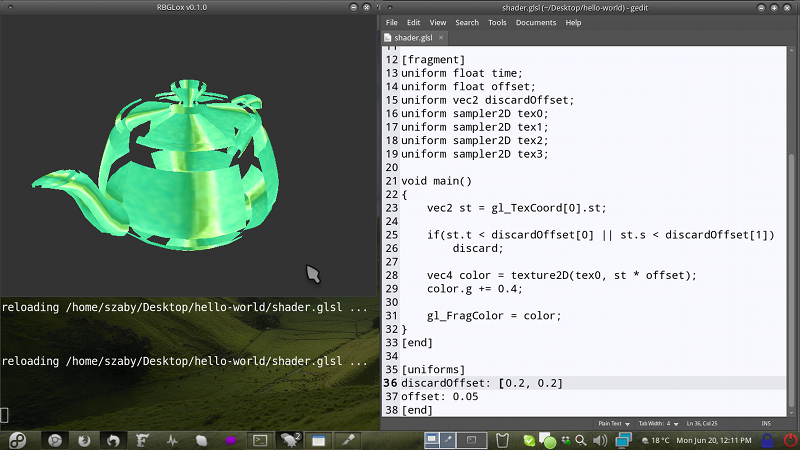 RBGLox v0.1.0
reloading /home/szaby/Desktop/hello-world/shader.glsl ...
reloading /home/szaby/Desktop/hello-world/shader.glsl ...
shader.glsl (~/Desktop/hello-world) - gedit
File Edit View Search Tools Documents Help
shader.glsl
12 [fragment]
13 uniform float time;
14 uniform float offset;
15 uniform vec2 discardOffset;
16 uniform sampler2D tex0;
17 uniform sampler2D tex1;
18 uniform sampler2D tex2;
19 uniform sampler2D tex3;
20
21 void main()
22 {
23 vec2 st = gl_TexCoord[0].st;
24
25 if(st.t < discardOffset[0] || st.s < discardOffset[1])
26 discard;
27
28 vec4 color = texture2D(tex0, st * offset);
29 color.g += 0.4;
30
31 gl_FragColor = color;
32 }
33 [end]
34
35 [uniforms]
36 discardOffset: [0.2, 0.2]
37 offset: 0.05
38 [end]
Plain Text Tab Width: 4 Ln 36, Col 25 INS
2 18 °C Mon Jun 20, 12:11 PM